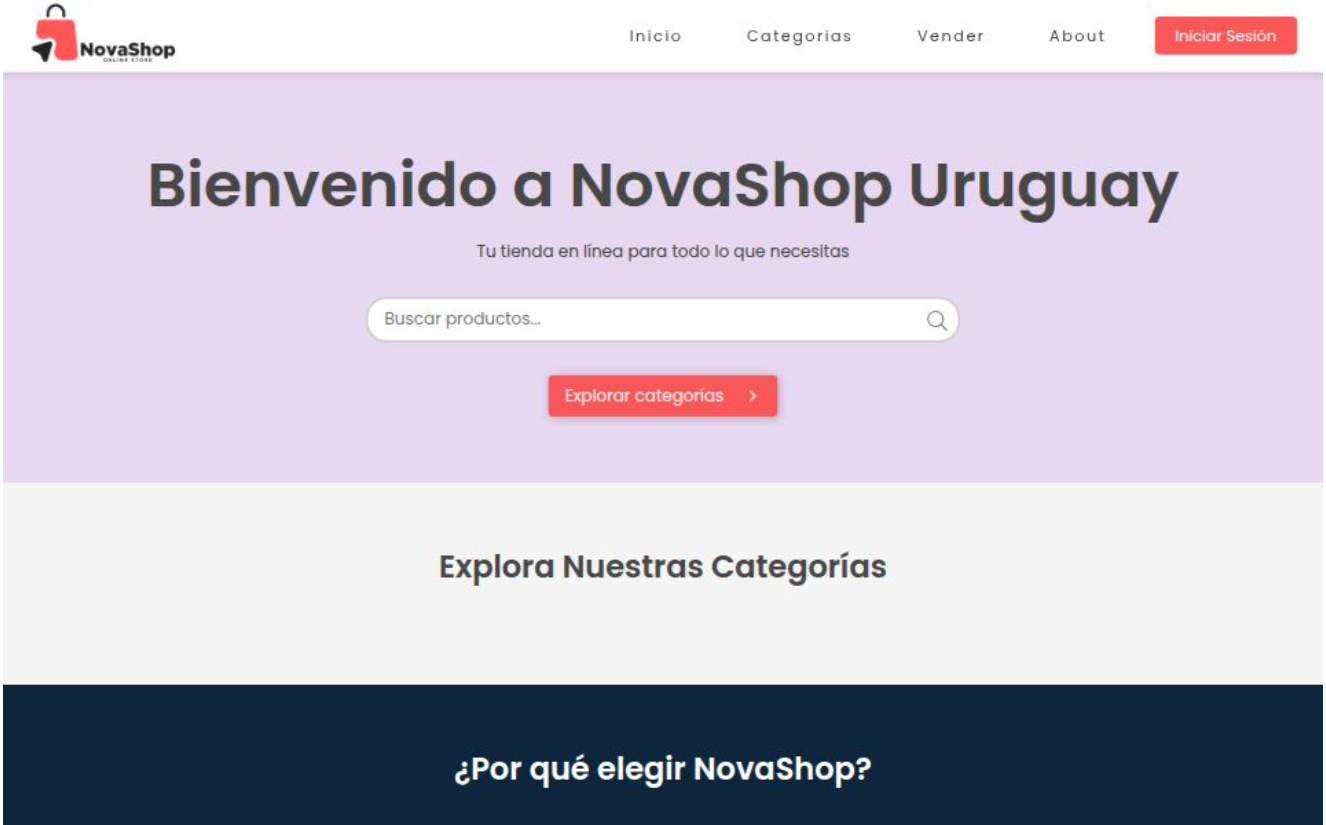 NovaShop
ONLINE STORE
Inicio Categorias Vender About Iniciar Sesión
Bienvenido a NovaShop Uruguay
Tu tienda en línea para todo lo que necesitas
Buscar productos...
Explorar categorías
Explora Nuestras Categorías
¿Por qué elegir NovaShop?